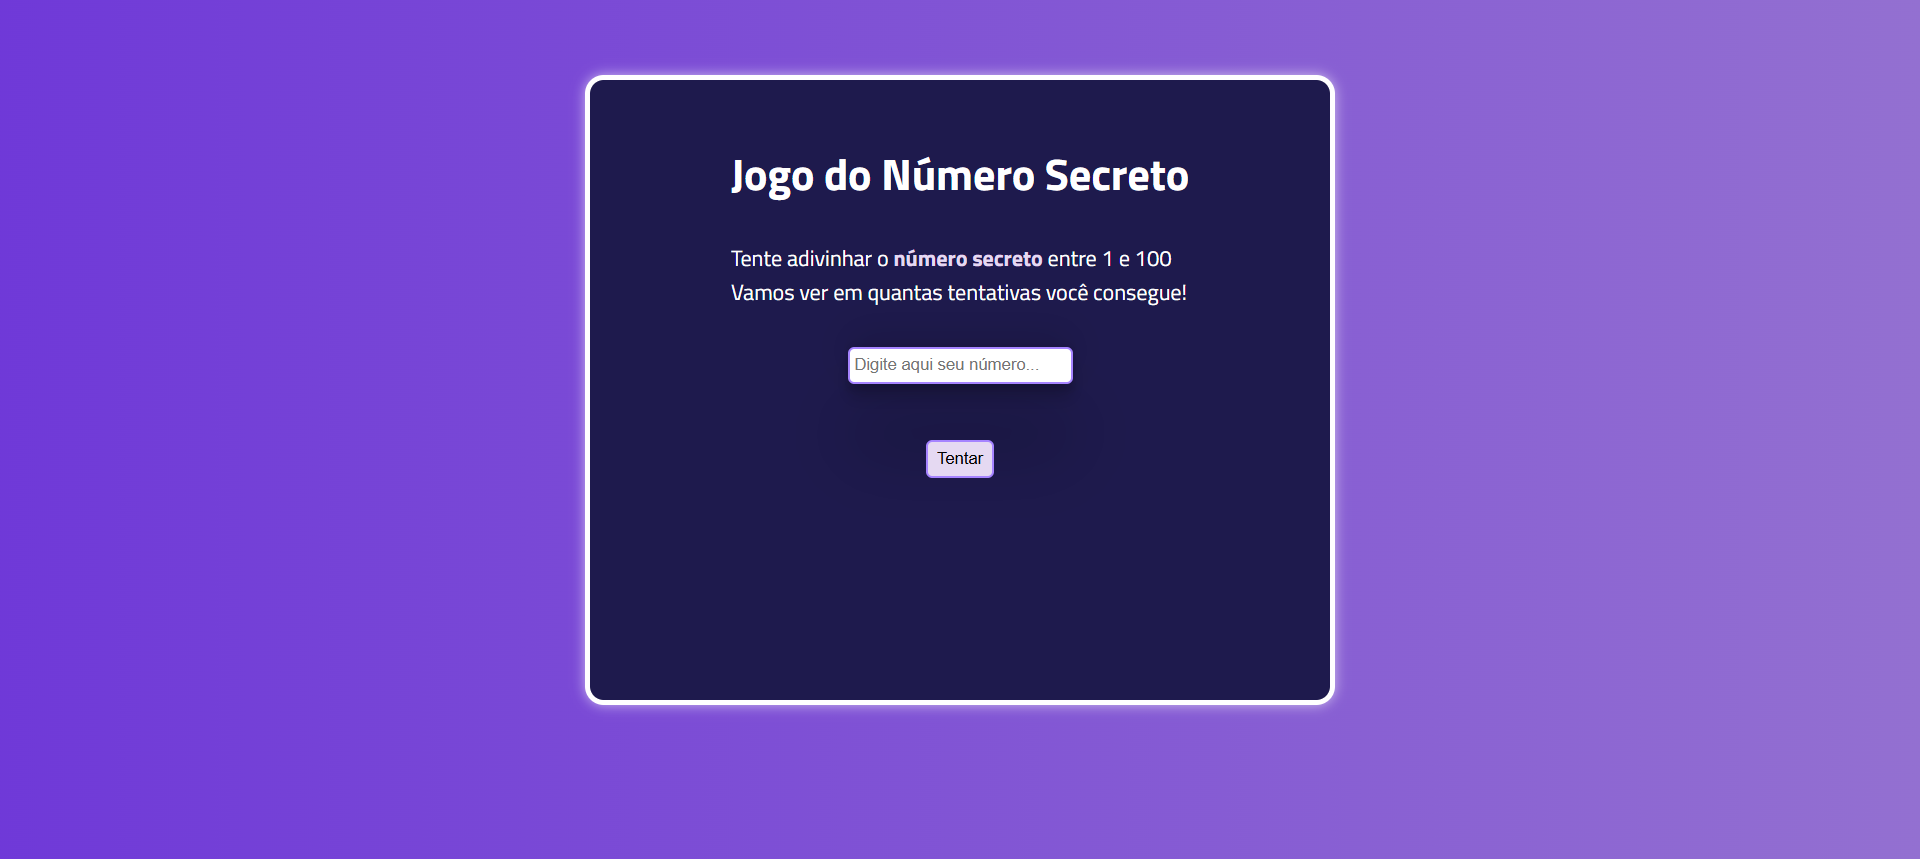 Jogo do Número Secreto
Tente adivinhar o número secreto entre 1 e 100
Vamos ver em quantas tentativas você consegue!
Digite aqui seu número...
Tentar